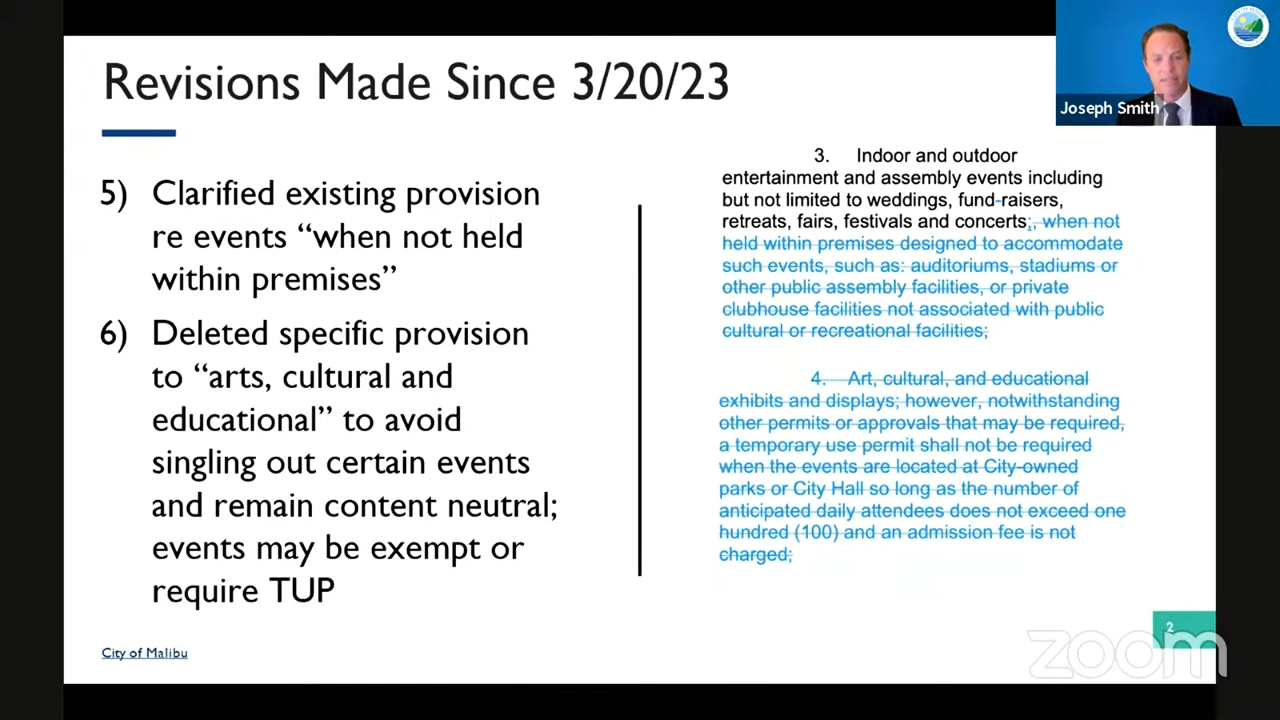 Revisions Made Since 3/20/23
Joseph Smith
5) Clarified existing provision
re events “when not held
within premises”
6) Deleted specific provision
to “arts, cultural and
educational” to avoid
singling out certain events
and remain content neutral;
events may be exempt or
require TUP
3. Indoor and outdoor
entertainment and assembly events including
but not limited to weddings, fund-raisers,
retreats, fairs, festivals and concerts;, when not
held within premises designed to accommodate
such events, such as: auditoriums, stadiums or
other public assembly facilities, or private
clubhouse facilities not associated with public
cultural or recreational facilities;
4. Art, cultural, and educational
exhibits and displays; however, notwithstanding
other permits or approvals that may be required,
a temporary use permit shall not be required
when the events are located at City-owned
parks or City Hall so long as the number of
anticipated daily attendees does not exceed one
hundred (100) and an admission fee is not
charged;
City of Malibu
2
zoom